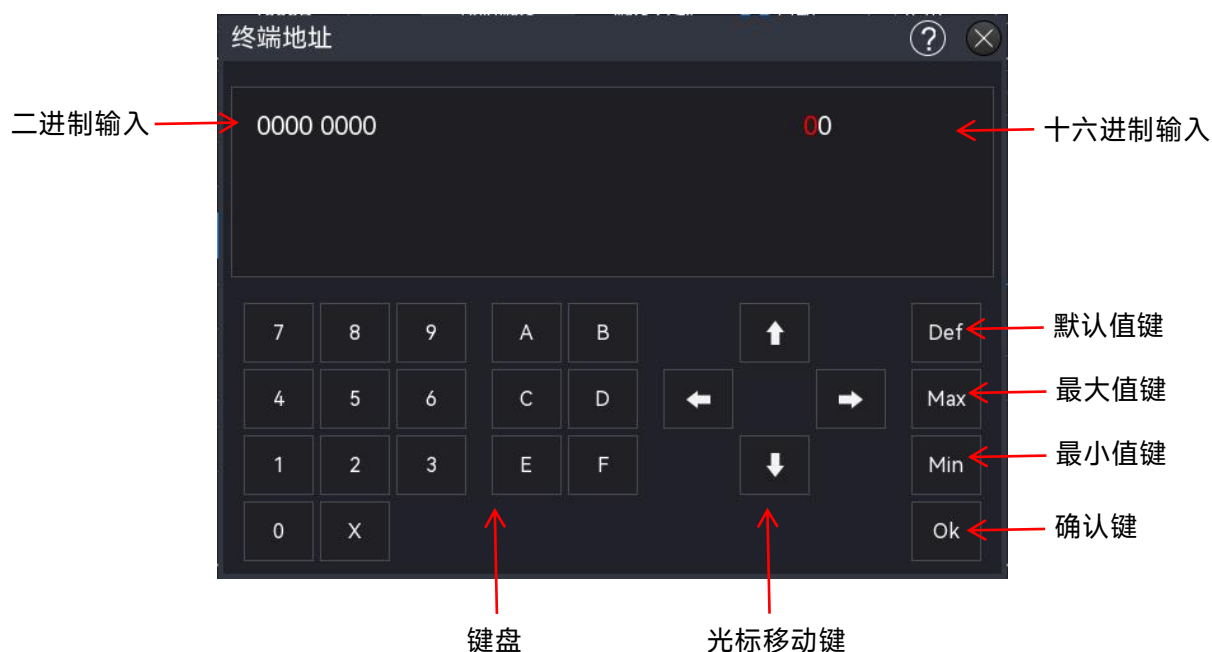 终端地址 ?
二进制输入
0000 0000 00
十六进制输入
7 8 9 A B Def
默认值键
4 5 6 C D Max
最大值键
1 2 3 E F Min
最小值键
0 X Ok
确认键
键盘 光标移动键